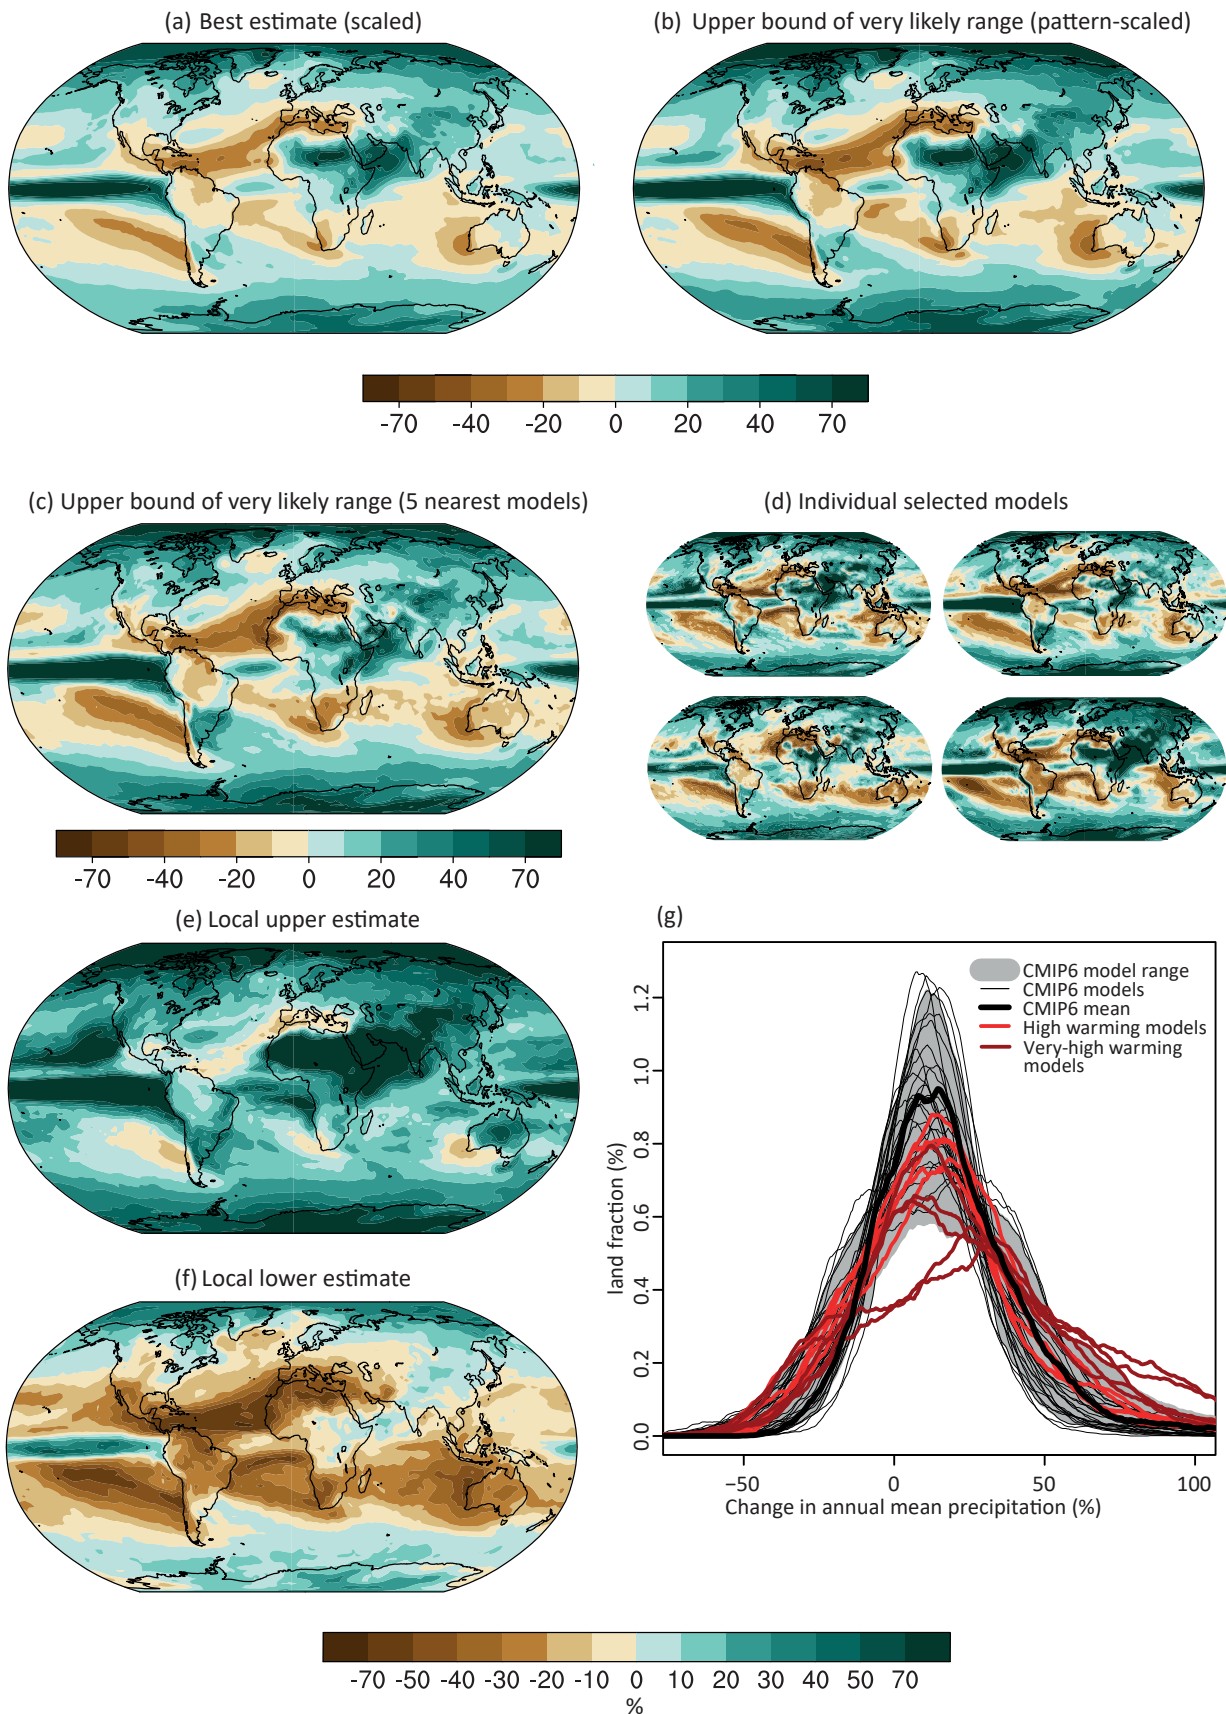 (a) Best estimate (scaled)
(b) Upper bound of very likely range (pattern-scaled)
-70 -40 -20 0 20 40 70
(c) Upper bound of very likely range (5 nearest models)
(d) Individual selected models
-70 -40 -20 0 20 40 70
(e) Local upper estimate
(f) Local lower estimate
-70 -50 -30 -20 -10 0 10 20 30 50 70
%
(g)
CMIP6 model range
CMIP6 models
CMIP6 mean
High warming models
Very-high warming
models
land fraction (%)
1.2
1.0
0.8
0.6
0.4
0.2
0.0
−50 0 50 100
Change in annual mean precipitation (%)